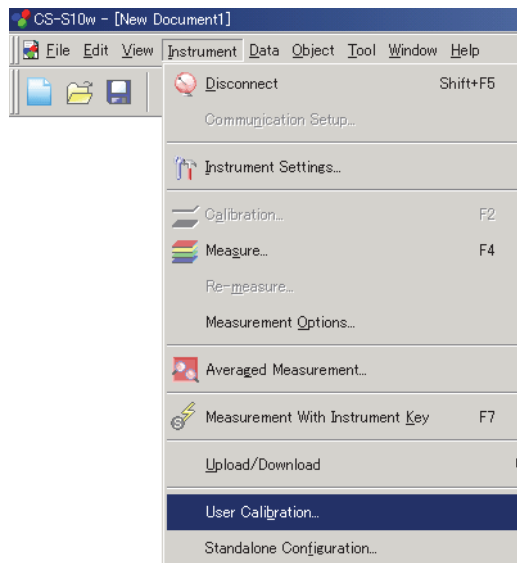 CS-S10w - [New Document1]
File Edit View Instrument Data Object Tool Window Help
Disconnect Shift+F5
Communication Setup...
Instrument Settings...
Calibration... F2
Measure... F4
Re-measure...
Measurement Options...
Averaged Measurement...
Measurement With Instrument Key F7
Upload/Download
User Calibration...
Standalone Configuration...